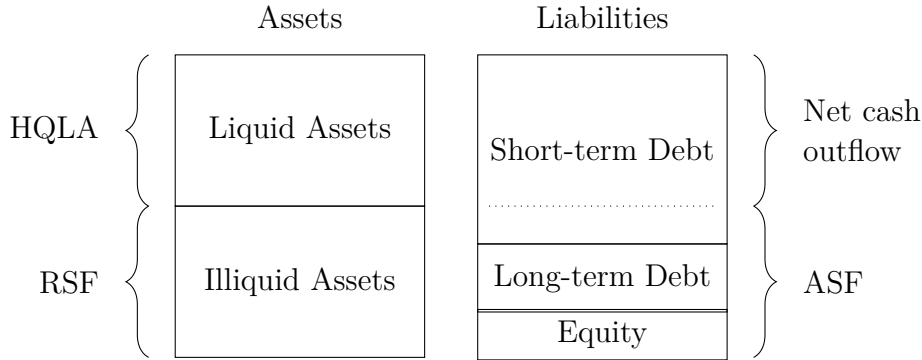 Assets
Liabilities
HQLA
Liquid Assets
Short-term Debt
Net cash
outflow
RSF
Illiquid Assets
Long-term Debt
ASF
Equity